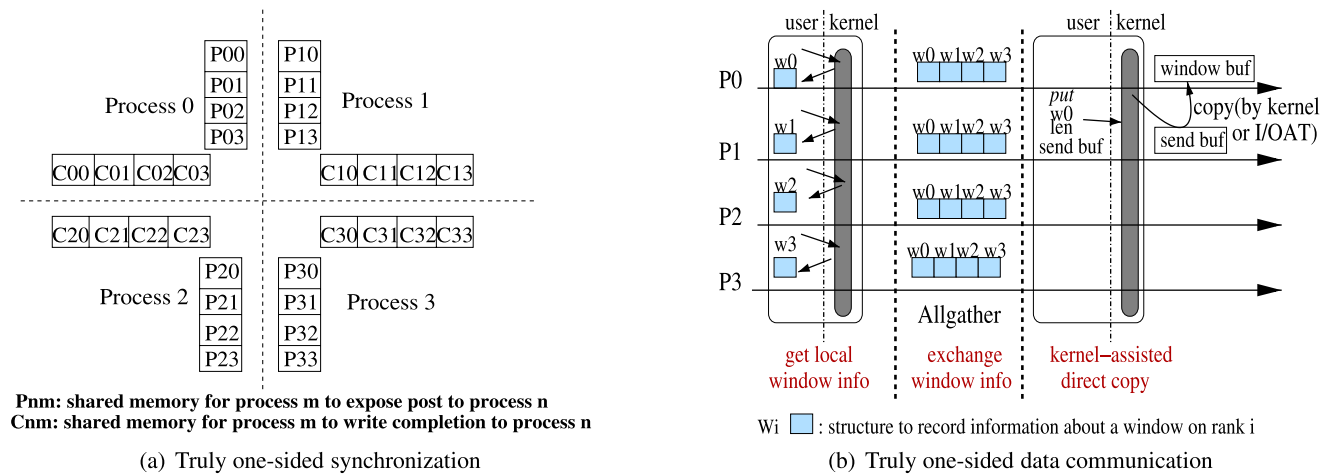 P00
P01
P02
P03
Process 0
C00 C01 C02 C03
P10
P11
P12
P13
Process 1
C10 C11 C12 C13
C20 C21 C22 C23
P20
P21
P22
P23
Process 2
C30 C31 C32 C33
P30
P31
P32
P33
Process 3
Pnm: shared memory for process m to expose post to process n
Cnm: shared memory for process m to write completion to process n
(a) Truly one-sided synchronization
user kernel
user kernel
P0
w0
w0 w1 w2 w3
window buf
put
w0
len
send buf
copy(by kernel
or I/OAT)
send buf
P1
w1
w0 w1 w2 w3
P2
w2
w0 w1 w2 w3
P3
w3
w0 w1 w2 w3
Allgather
get local
window info
exchange
window info
kernel–assisted
direct copy
Wi : structure to record information about a window on rank i
(b) Truly one-sided data communication